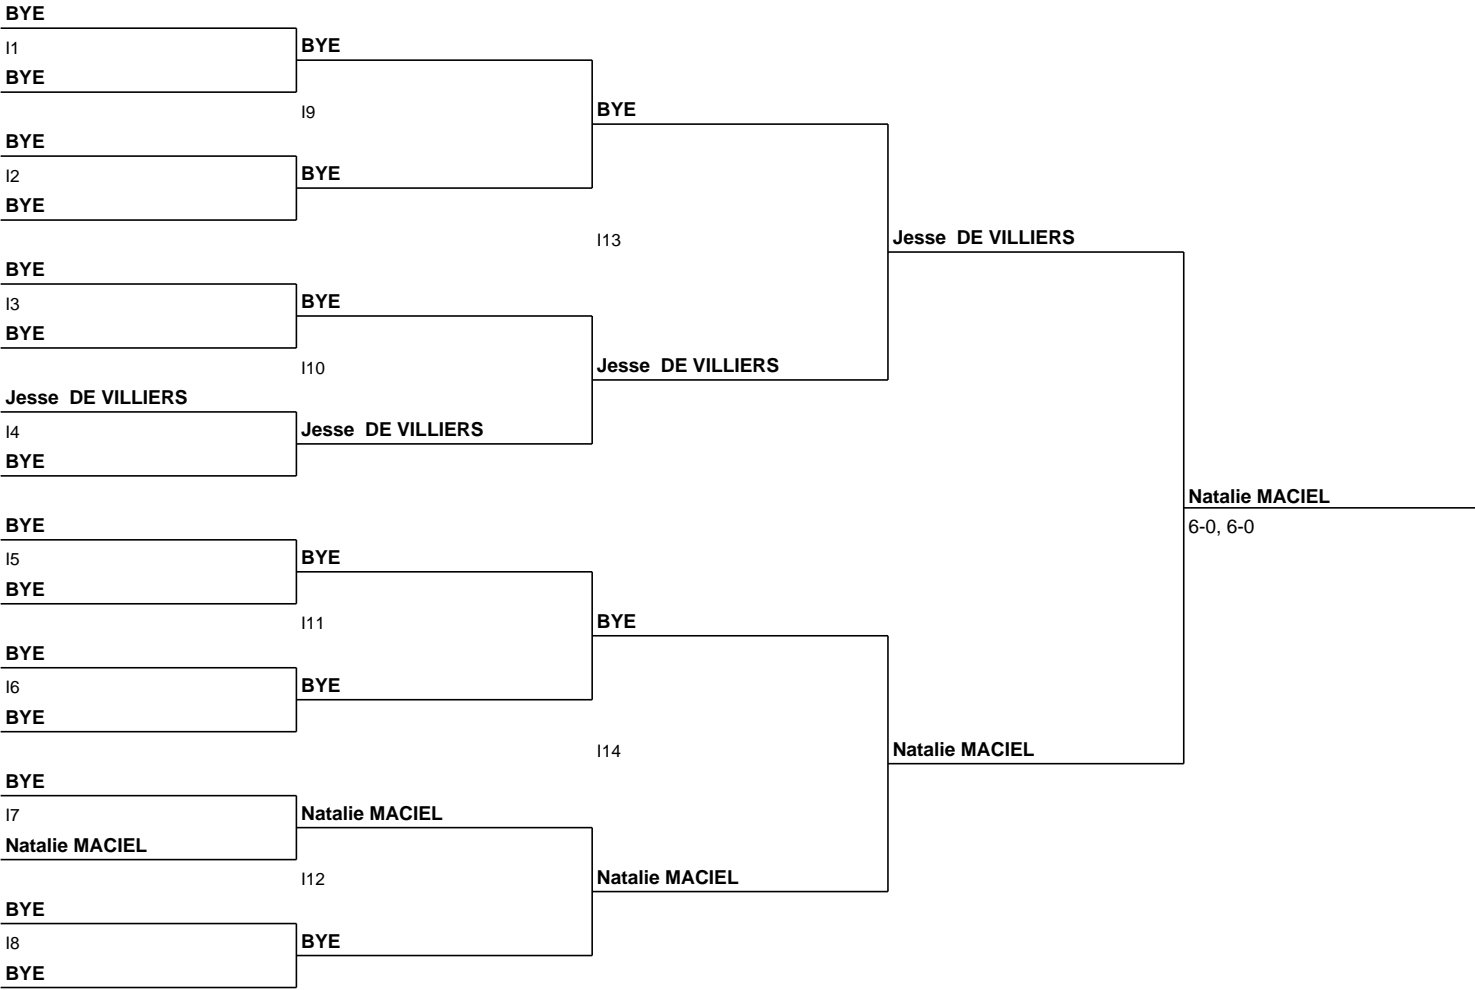 BYE
I1
BYE
BYE
I9
BYE
BYE
I2
BYE
BYE
I13
Jesse  DE VILLIERS
BYE
I3
BYE
BYE
I10
Jesse  DE VILLIERS
Jesse  DE VILLIERS
I4
Jesse  DE VILLIERS
BYE
Natalie MACIEL
6-0, 6-0
BYE
I5
BYE
BYE
I11
BYE
BYE
I6
BYE
BYE
I14
Natalie MACIEL
BYE
I7
Natalie MACIEL
Natalie MACIEL
I12
Natalie MACIEL
BYE
I8
BYE
BYE